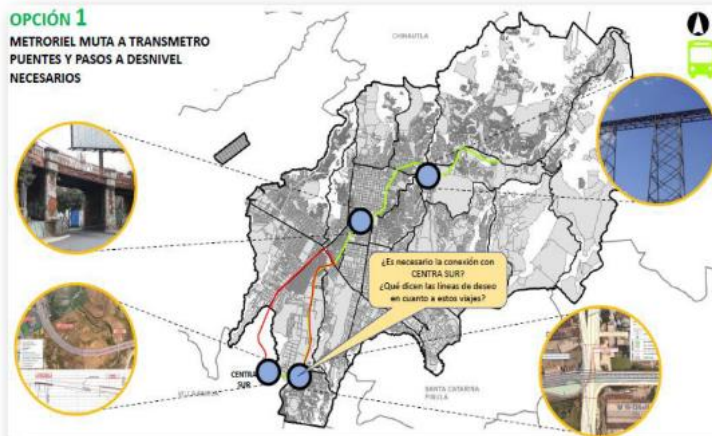 OPCIÓN 1
METRORIEL MUTA A TRANSMETRO
PUENTES Y PASOS A DESNIVEL
NECESARIOS
CHINAUTLA
¿Es necesario la conexión con
CENTRA SUR?
¿Qué dicen las líneas de deseo
en cuanto a estos viajes?
CENTRA
SUR
SANTA CATARINA
PINULA